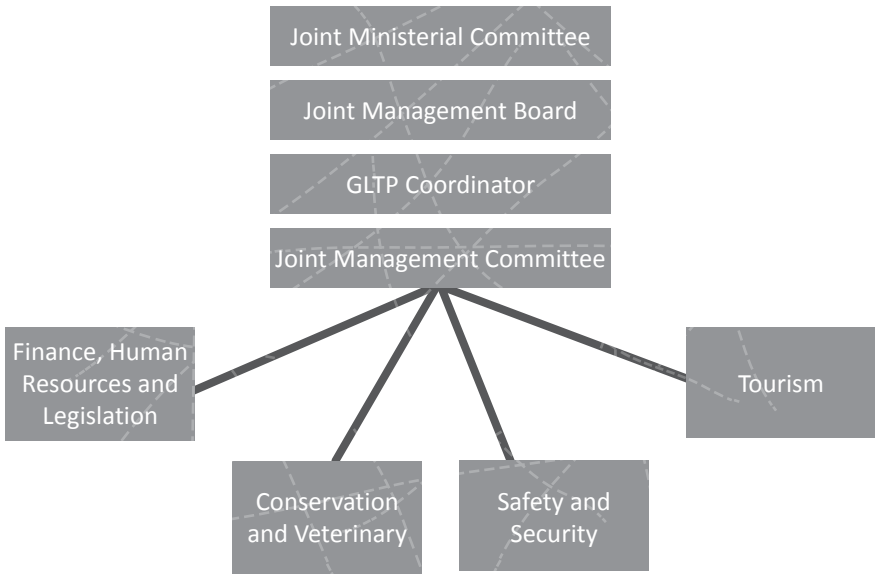 Joint Ministerial Committee
Joint Management Board
GLTP Coordinator
Joint Management Committee
Finance, Human
Resources and
Legislation
Conservation
and Veterinary
Safety and
Security
Tourism